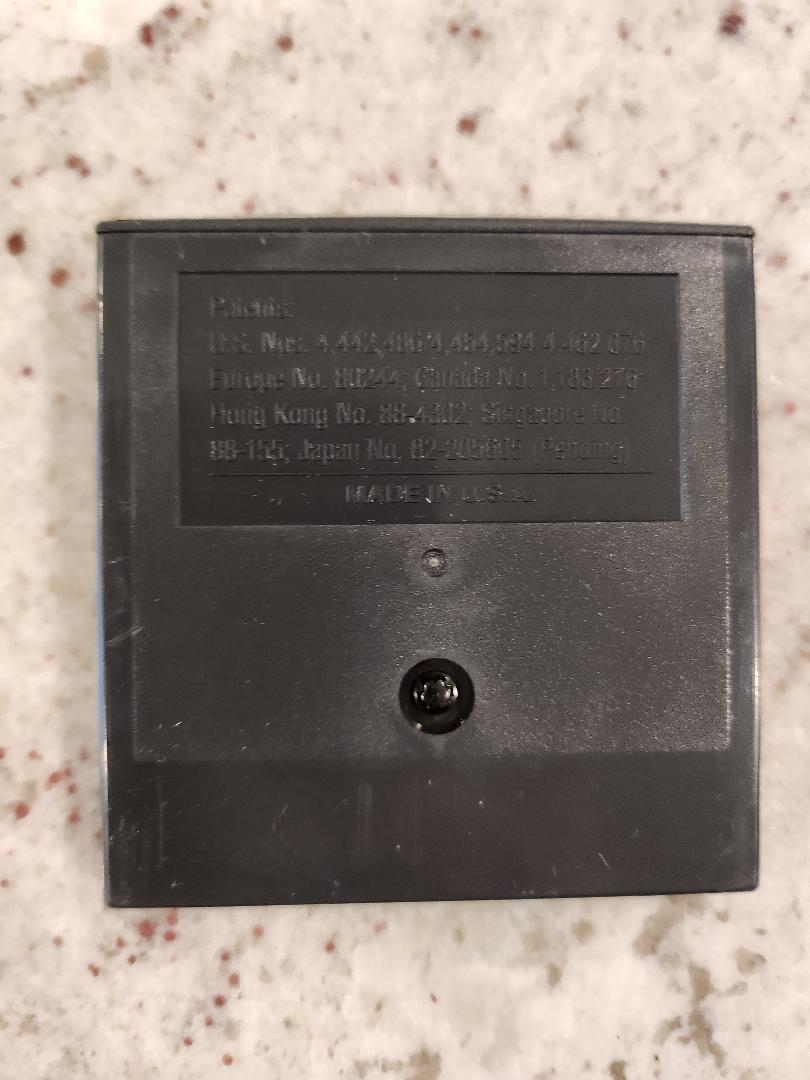 Patents:
U.S. Nos. 4,442,486; 4,454,594; 4,462,076;
Europe No. 80244; Canada No. 1,183,276;
Hong Kong No. 88-4302; Singapore No.
88-155; Japan No. 82-205605 (Pending)
MADE IN U.S.A.